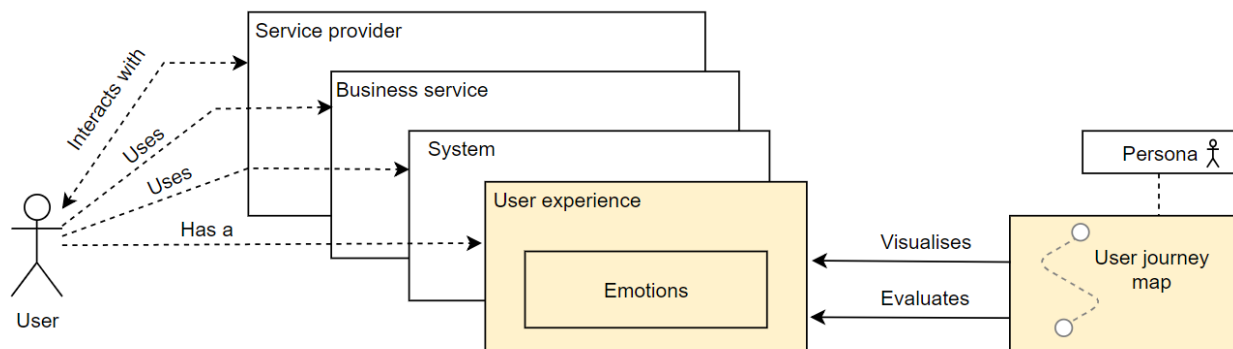 Service provider
Interacts with
Business service
Uses
System
Uses
Persona
User experience
Has a
Visualises
User journey
map
Emotions
Evaluates
User